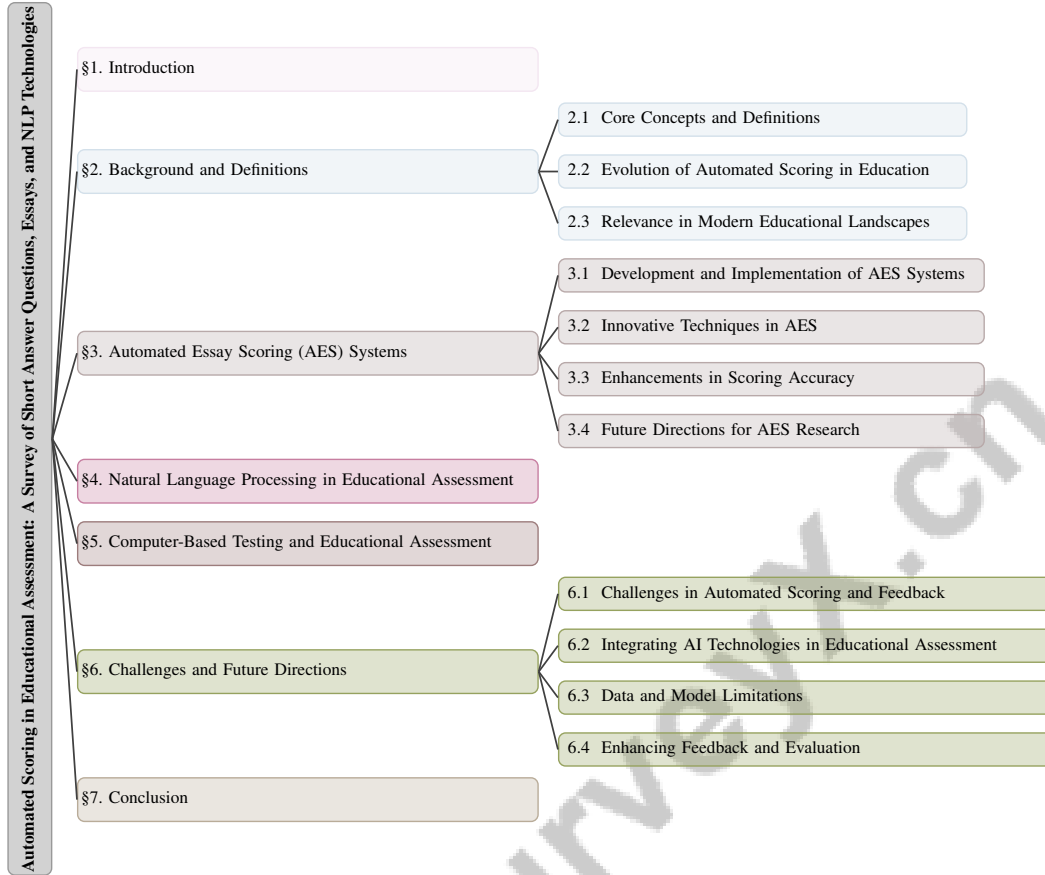 Automated Scoring in Educational Assessment: A Survey of Short Answer Questions, Essays, and NLP Technologies
§1. Introduction
§2. Background and Definitions
2.1 Core Concepts and Definitions
2.2 Evolution of Automated Scoring in Education
2.3 Relevance in Modern Educational Landscapes
§3. Automated Essay Scoring (AES) Systems
3.1 Development and Implementation of AES Systems
3.2 Innovative Techniques in AES
3.3 Enhancements in Scoring Accuracy
3.4 Future Directions for AES Research
§4. Natural Language Processing in Educational Assessment
§5. Computer-Based Testing and Educational Assessment
§6. Challenges and Future Directions
6.1 Challenges in Automated Scoring and Feedback
6.2 Integrating AI Technologies in Educational Assessment
6.3 Data and Model Limitations
6.4 Enhancing Feedback and Evaluation
§7. Conclusion
urveyx.cn